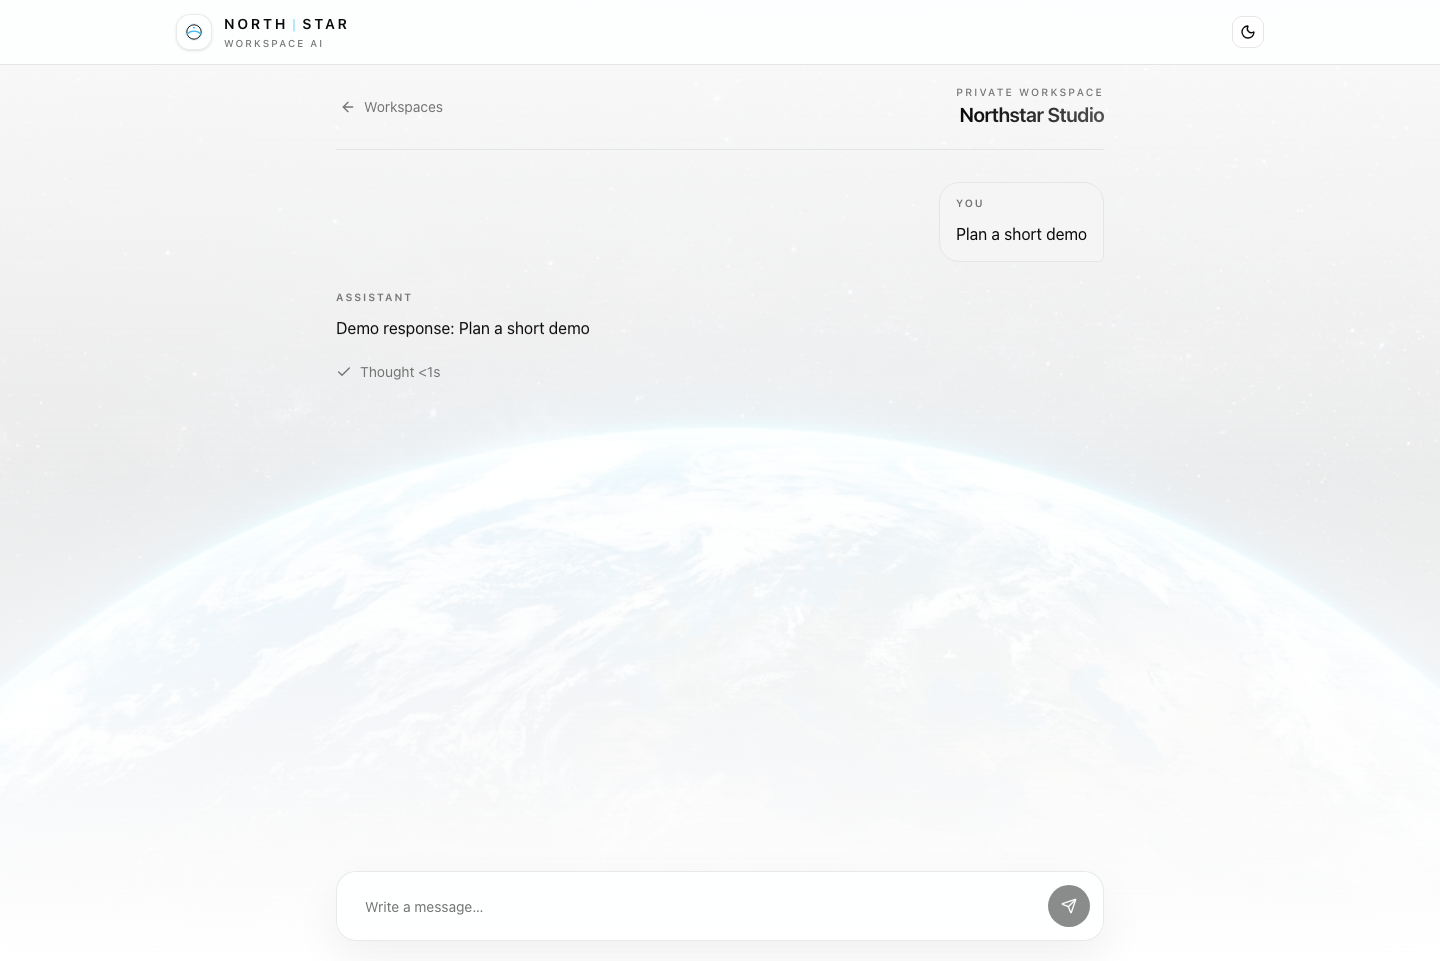 NORTH | STAR
WORKSPACE AI
Workspaces
PRIVATE WORKSPACE
Northstar Studio
YOU
Plan a short demo
ASSISTANT
Demo response: Plan a short demo
Thought <1s
Write a message...